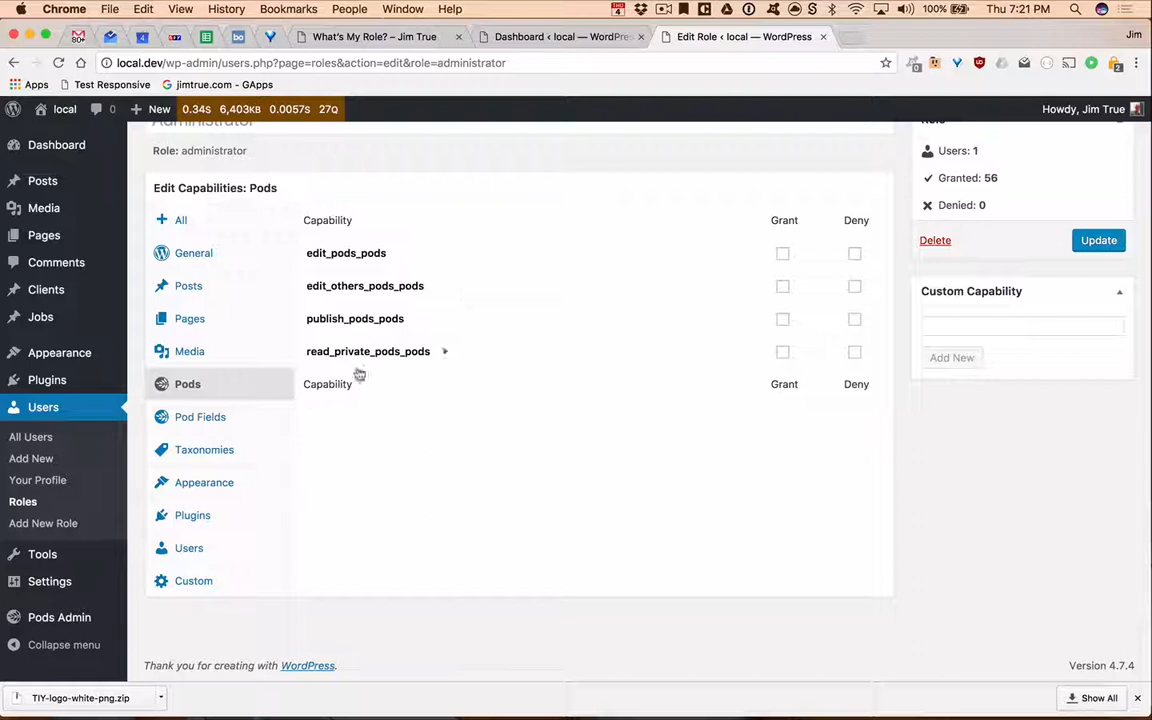 Chrome File Edit View History Bookmarks People Window Help 100% Thu 7:21 PM
What's My Role? – Jim True Dashboard ‹ local — WordPress Edit Role ‹ local — WordPress Jim
local.dev/wp-admin/users.php?page=roles&action=edit&role=administrator
Apps Test Responsive jimtrue.com - GApps
local 0 New 0.34S 6,403KB 0.0057S 27Q Howdy, Jim True
Administrator
Role: administrator
Dashboard
Posts
Media
Pages
Comments
Clients
Jobs
Appearance
Plugins
Users
All Users
Add New
Your Profile
Roles
Add New Role
Tools
Settings
Pods Admin
Collapse menu
Edit Capabilities: Pods
All
General
Posts
Pages
Media
Pods
Pod Fields
Taxonomies
Appearance
Plugins
Users
Custom
Capability Grant Deny
edit_pods_pods
edit_others_pods_pods
publish_pods_pods
read_private_pods_pods
Capability Grant Deny
Role
Users: 1
Granted: 56
Denied: 0
Delete Update
Custom Capability
Add New
Thank you for creating with WordPress. Version 4.7.4
TIY-logo-white-png.zip Show All